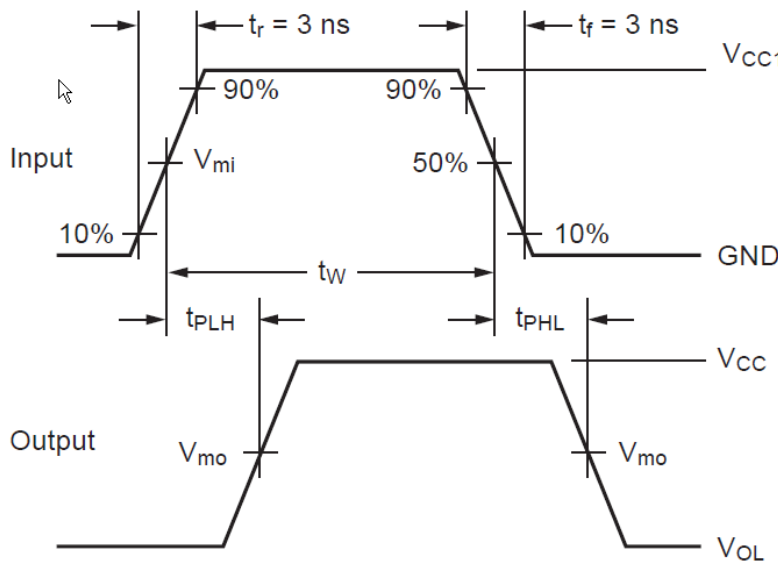 tr = 3 ns
tf = 3 ns
VCC
90%
90%
Input
Vmi
50%
10%
10%
GND
tW
tPLH
tPHL
VCC
Output
Vmo
Vmo
VOL